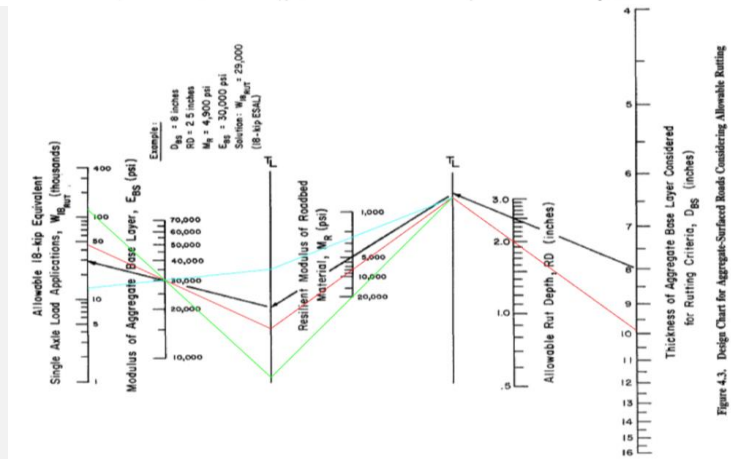 Allowable 18-kip Equivalent
Single Axle Load Applications, W18RUT (thousands)
400
100
50
10
5
1
Modulus of Aggregate Base Layer, EBS (psi)
70,000
60,000
50,000
40,000
30,000
20,000
10,000
Example:
DBS = 8 inches
RD = 2.5 inches
MR = 4,900 psi
EBS = 30,000 psi
Solution: W18RUT = 29,000
(18-kip ESAL)
TL
Resilient Modulus of Roadbed
Material, MR (psi)
1,000
5,000
10,000
20,000
TL
3.0
2.0
1.0
.5
Allowable Rut Depth, RD (inches)
4
5
6
7
8
9
10
11
12
13
14
15
16
Thickness of Aggregate Base Layer Considered
for Rutting Criteria, DBS (inches)
Figure 4.3. Design Chart for Aggregate-Surfaced Roads Considering Allowable Rutting